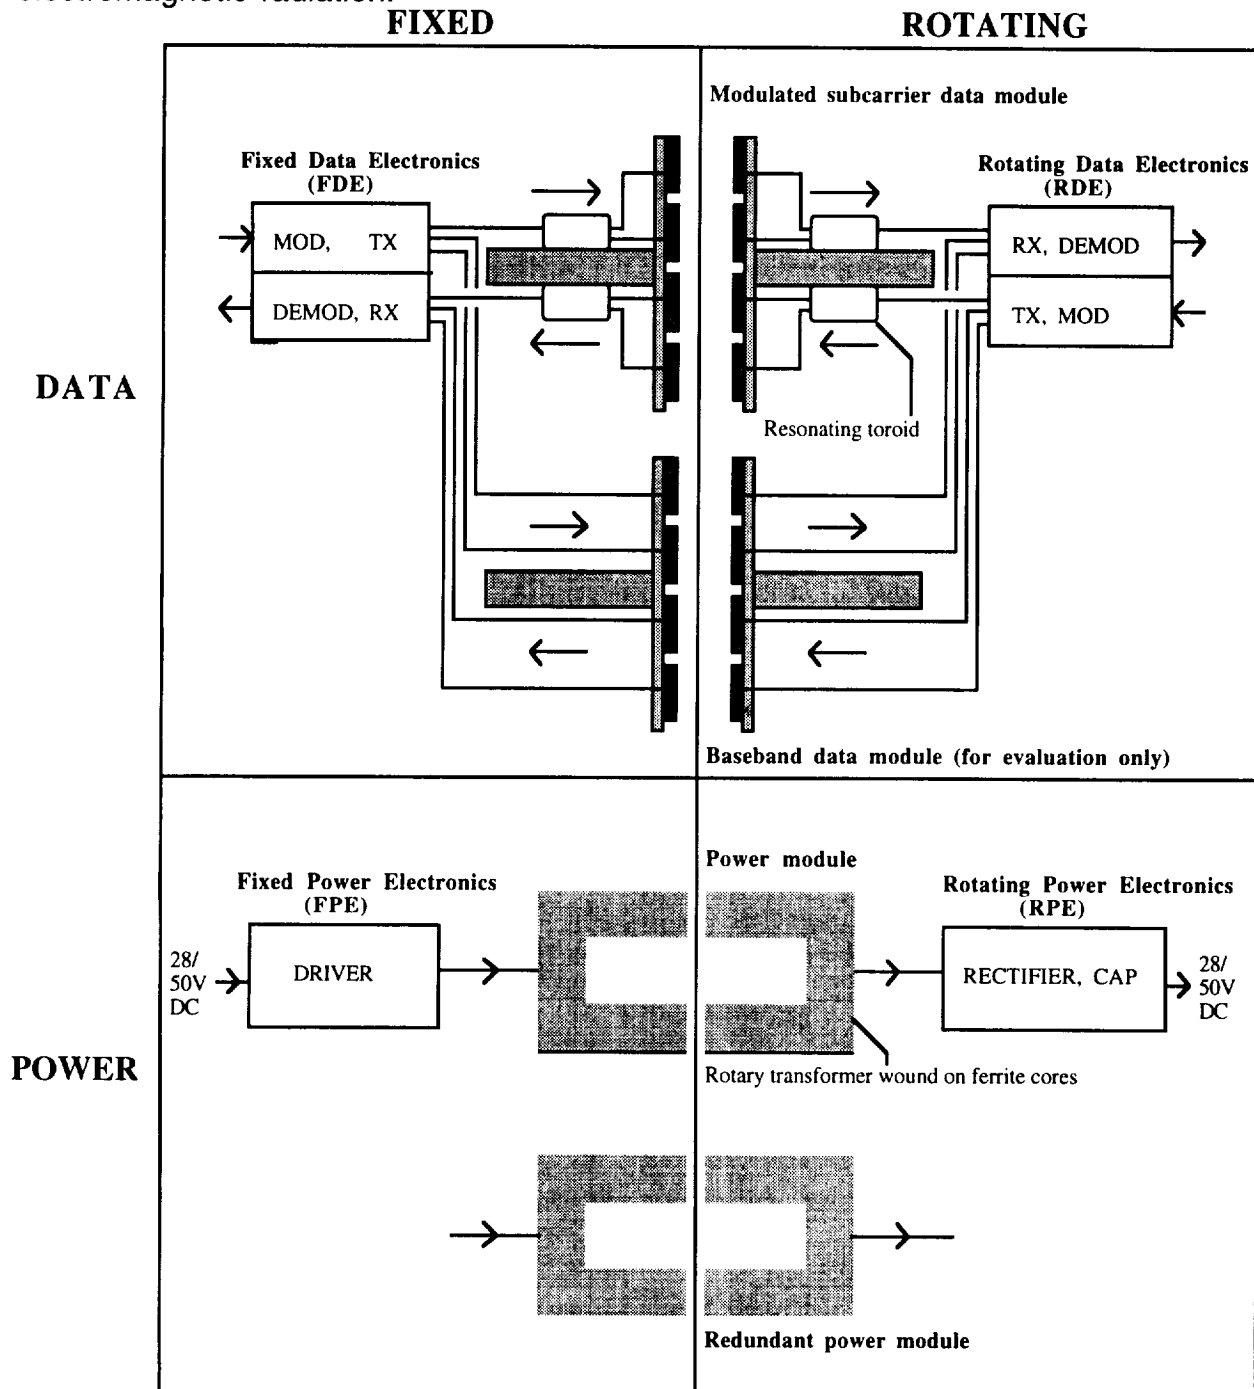 FIXED
ROTATING
Modulated subcarrier data module
Fixed Data Electronics
(FDE)
Rotating Data Electronics
(RDE)
MOD, TX
DEMOD, RX
RX, DEMOD
TX, MOD
DATA
Resonating toroid
Baseband data module (for evaluation only)
Power module
Fixed Power Electronics
(FPE)
Rotating Power Electronics
(RPE)
28/
50V
DC
DRIVER
RECTIFIER, CAP
28/
50V
DC
POWER
Rotary transformer wound on ferrite cores
Redundant power module